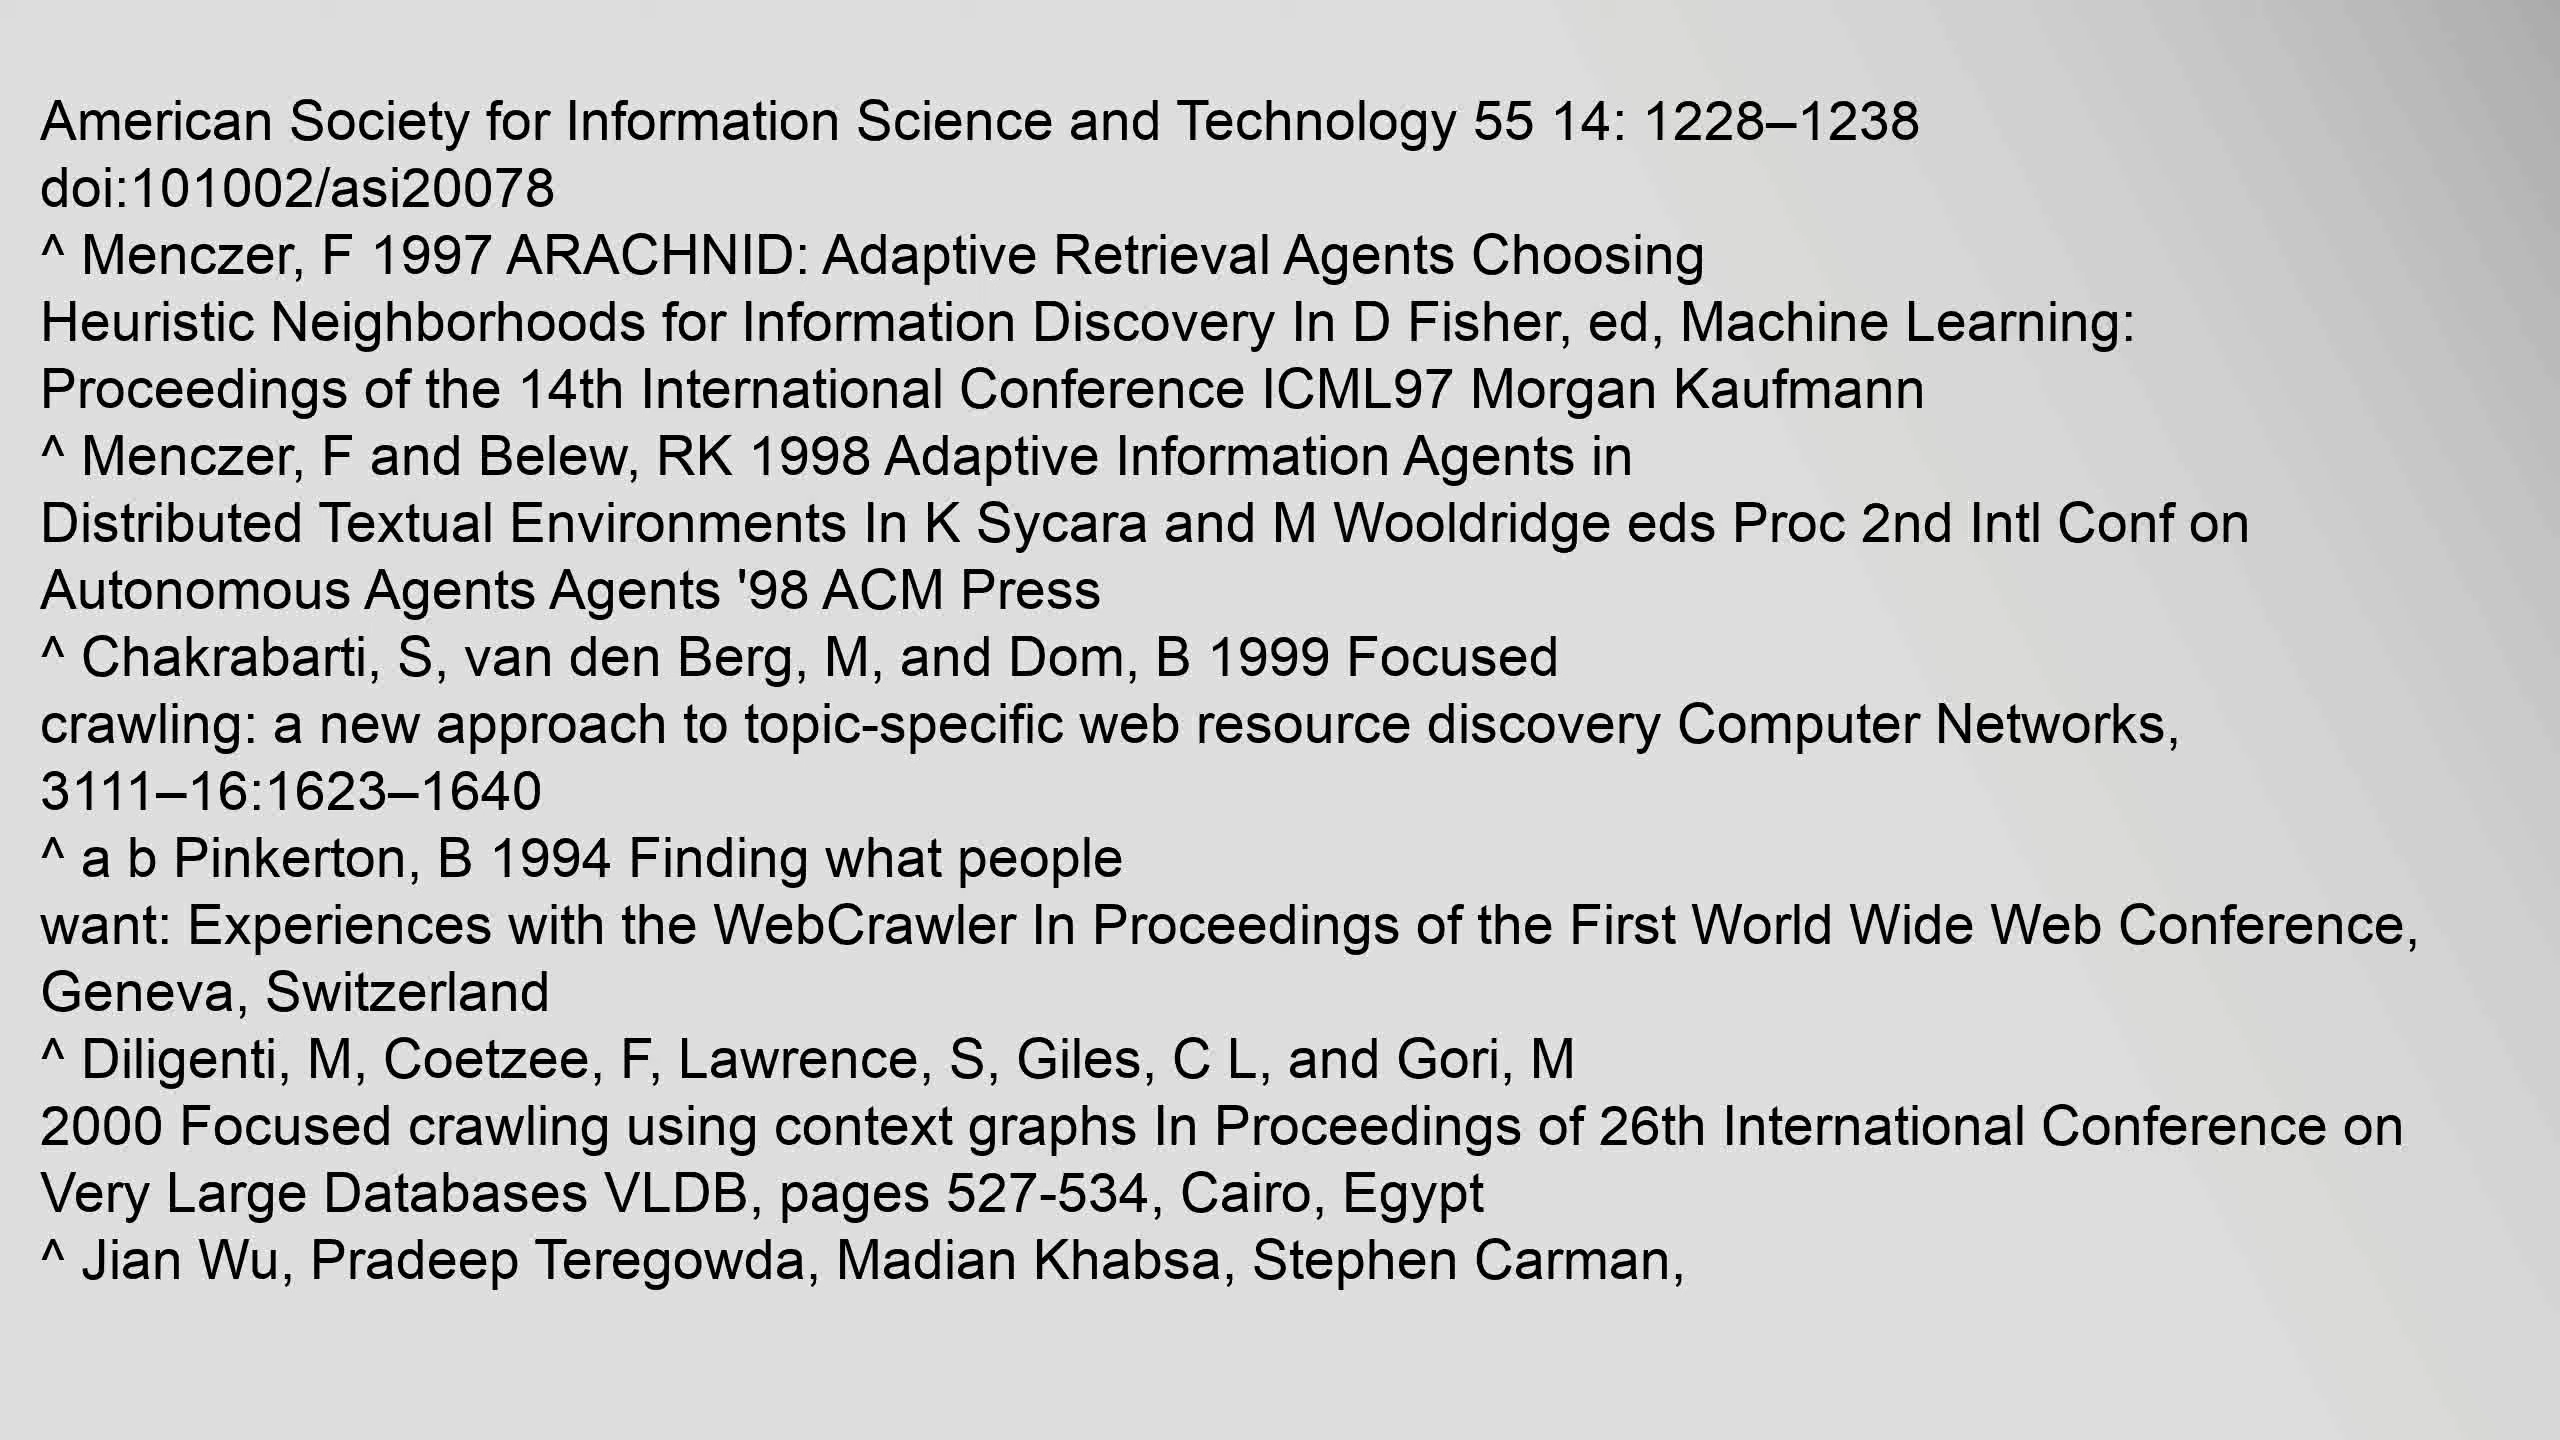 American Society for Information Science and Technology 55 14: 1228–1238
doi:101002/asi20078
^ Menczer, F 1997 ARACHNID: Adaptive Retrieval Agents Choosing
Heuristic Neighborhoods for Information Discovery In D Fisher, ed, Machine Learning:
Proceedings of the 14th International Conference ICML97 Morgan Kaufmann
^ Menczer, F and Belew, RK 1998 Adaptive Information Agents in
Distributed Textual Environments In K Sycara and M Wooldridge eds Proc 2nd Intl Conf on
Autonomous Agents Agents '98 ACM Press
^ Chakrabarti, S, van den Berg, M, and Dom, B 1999 Focused
crawling: a new approach to topic-specific web resource discovery Computer Networks,
3111–16:1623–1640
^ a b Pinkerton, B 1994 Finding what people
want: Experiences with the WebCrawler In Proceedings of the First World Wide Web Conference,
Geneva, Switzerland
^ Diligenti, M, Coetzee, F, Lawrence, S, Giles, C L, and Gori, M
2000 Focused crawling using context graphs In Proceedings of 26th International Conference on
Very Large Databases VLDB, pages 527-534, Cairo, Egypt
^ Jian Wu, Pradeep Teregowda, Madian Khabsa, Stephen Carman,